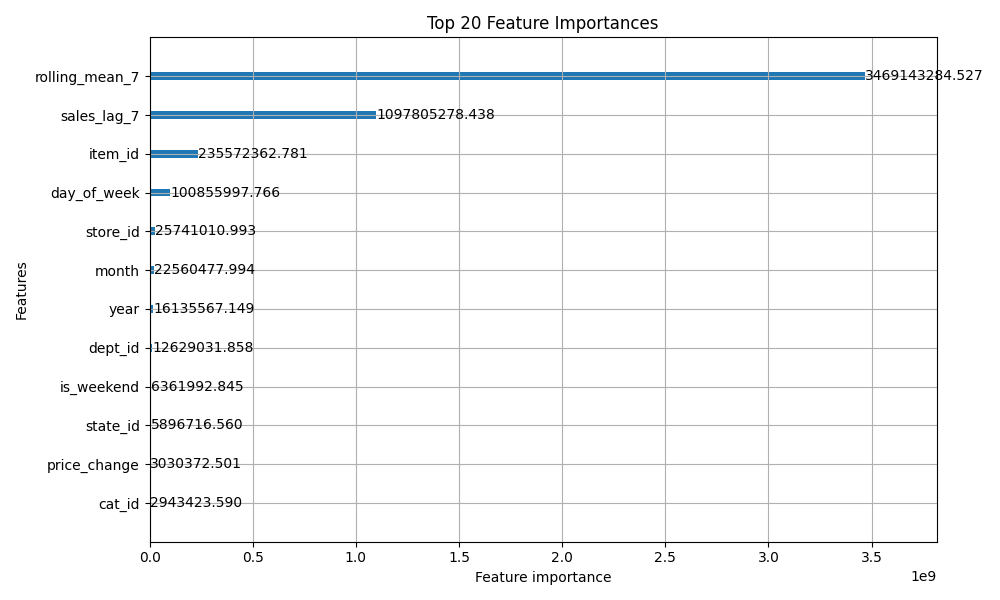 Top 20 Feature Importances
Features
rolling_mean_7 3469143284.527
sales_lag_7 1097805278.438
item_id 235572362.781
day_of_week 100855997.766
store_id 25741010.993
month 22560477.994
year 16135567.149
dept_id 12629031.858
is_weekend 6361992.845
state_id 5896716.560
price_change 3030372.501
cat_id 2943423.590
0.0 0.5 1.0 1.5 2.0 2.5 3.0 3.5
1e9
Feature importance